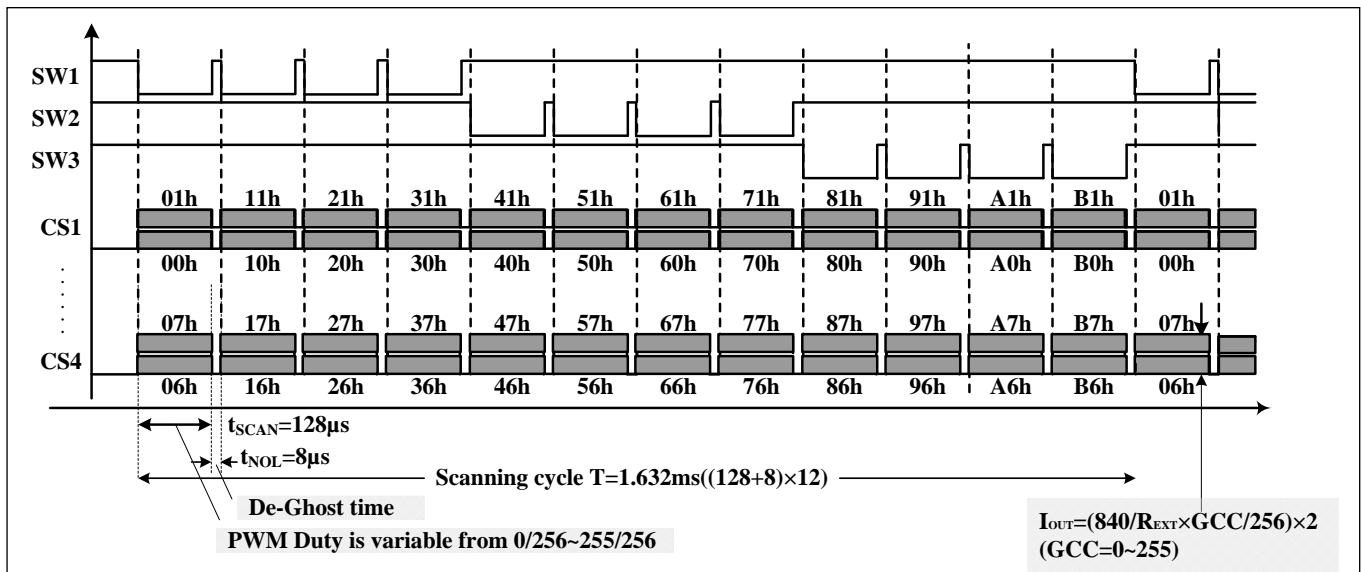 SW1
SW2
SW3
01h 11h 21h 31h 41h 51h 61h 71h 81h 91h A1h B1h 01h
CS1
00h 10h 20h 30h 40h 50h 60h 70h 80h 90h A0h B0h 00h
07h 17h 27h 37h 47h 57h 67h 77h 87h 97h A7h B7h 07h
CS4
06h 16h 26h 36h 46h 56h 66h 76h 86h 96h A6h B6h 06h
tSCAN=128µs
tNOL=8µs
Scanning cycle T=1.632ms((128+8)×12)
De-Ghost time
PWM Duty is variable from 0/256~255/256
IOUT=(840/REXT×GCC/256)×2
(GCC=0~255)